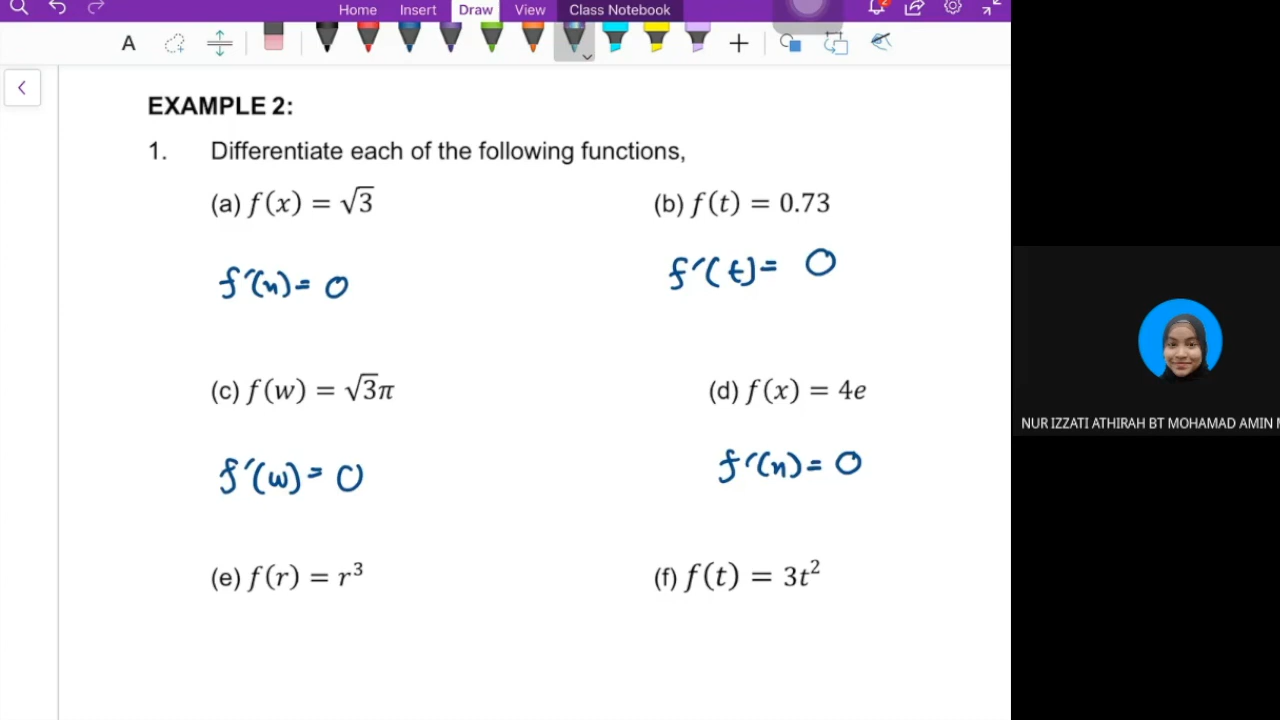 Home Insert Draw View Class Notebook
2
A
EXAMPLE 2:
1. Differentiate each of the following functions,
(a) f(x) = √3 (b) f(t) = 0.73
f'(x) = 0 f'(t) = 0
(c) f(w) = √3π (d) f(x) = 4e
f'(w) = 0 f'(x) = 0
(e) f(r) = r³ (f) f(t) = 3t²
NUR IZZATI ATHIRAH BT MOHAMAD AMIN